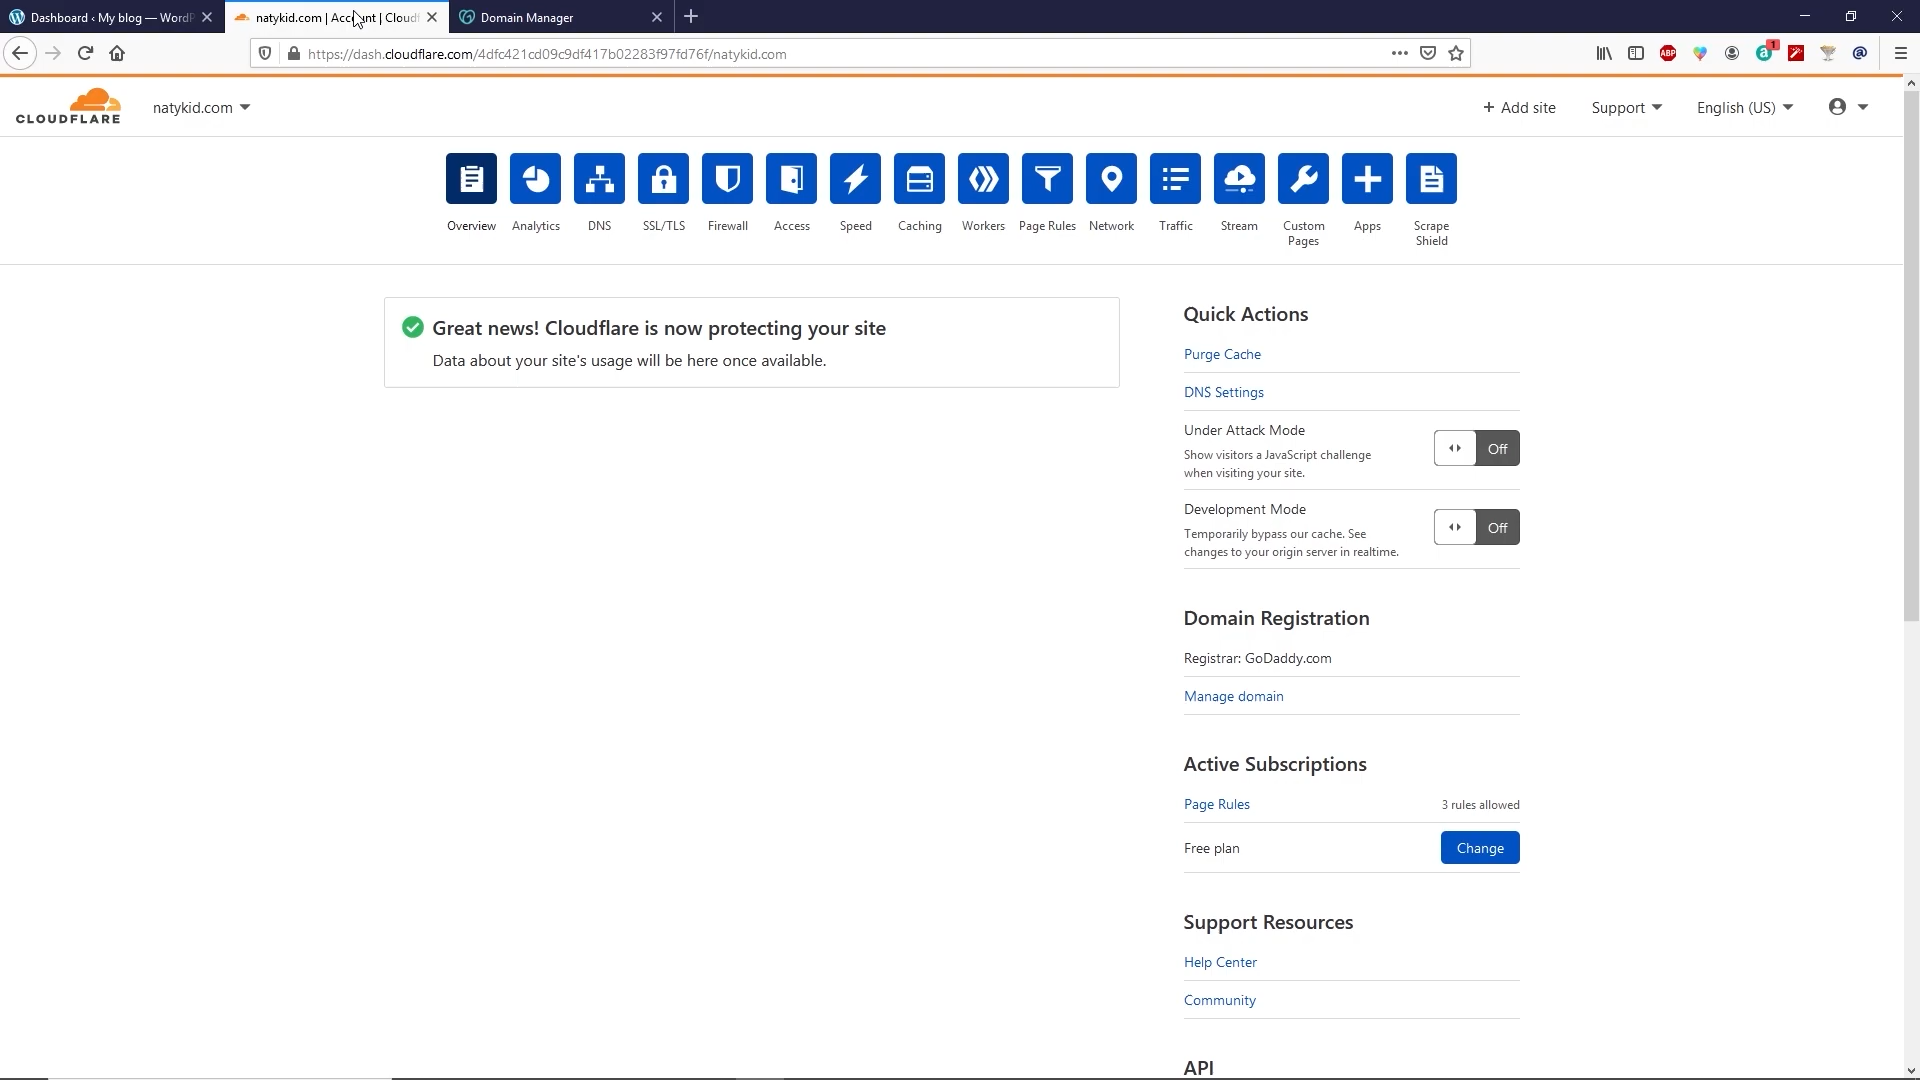 Dashboard ‹ My blog — WordP
natykid.com | Account | Cloudf
Domain Manager
https://dash.cloudflare.com/4dfc421cd09c9df417b02283f97fd76f/natykid.com
ABP
1
CLOUDFLARE
natykid.com
+ Add site
Support
English (US)
Overview
Analytics
DNS
SSL/TLS
Firewall
Access
Speed
Caching
Workers
Page Rules
Network
Traffic
Stream
Custom
Pages
Apps
Scrape
Shield
Great news! Cloudflare is now protecting your site
Data about your site's usage will be here once available.
Quick Actions
Purge Cache
DNS Settings
Under Attack Mode
Show visitors a JavaScript challenge
when visiting your site.
Off
Development Mode
Temporarily bypass our cache. See
changes to your origin server in realtime.
Off
Domain Registration
Registrar: GoDaddy.com
Manage domain
Active Subscriptions
Page Rules
3 rules allowed
Free plan
Change
Support Resources
Help Center
Community
API